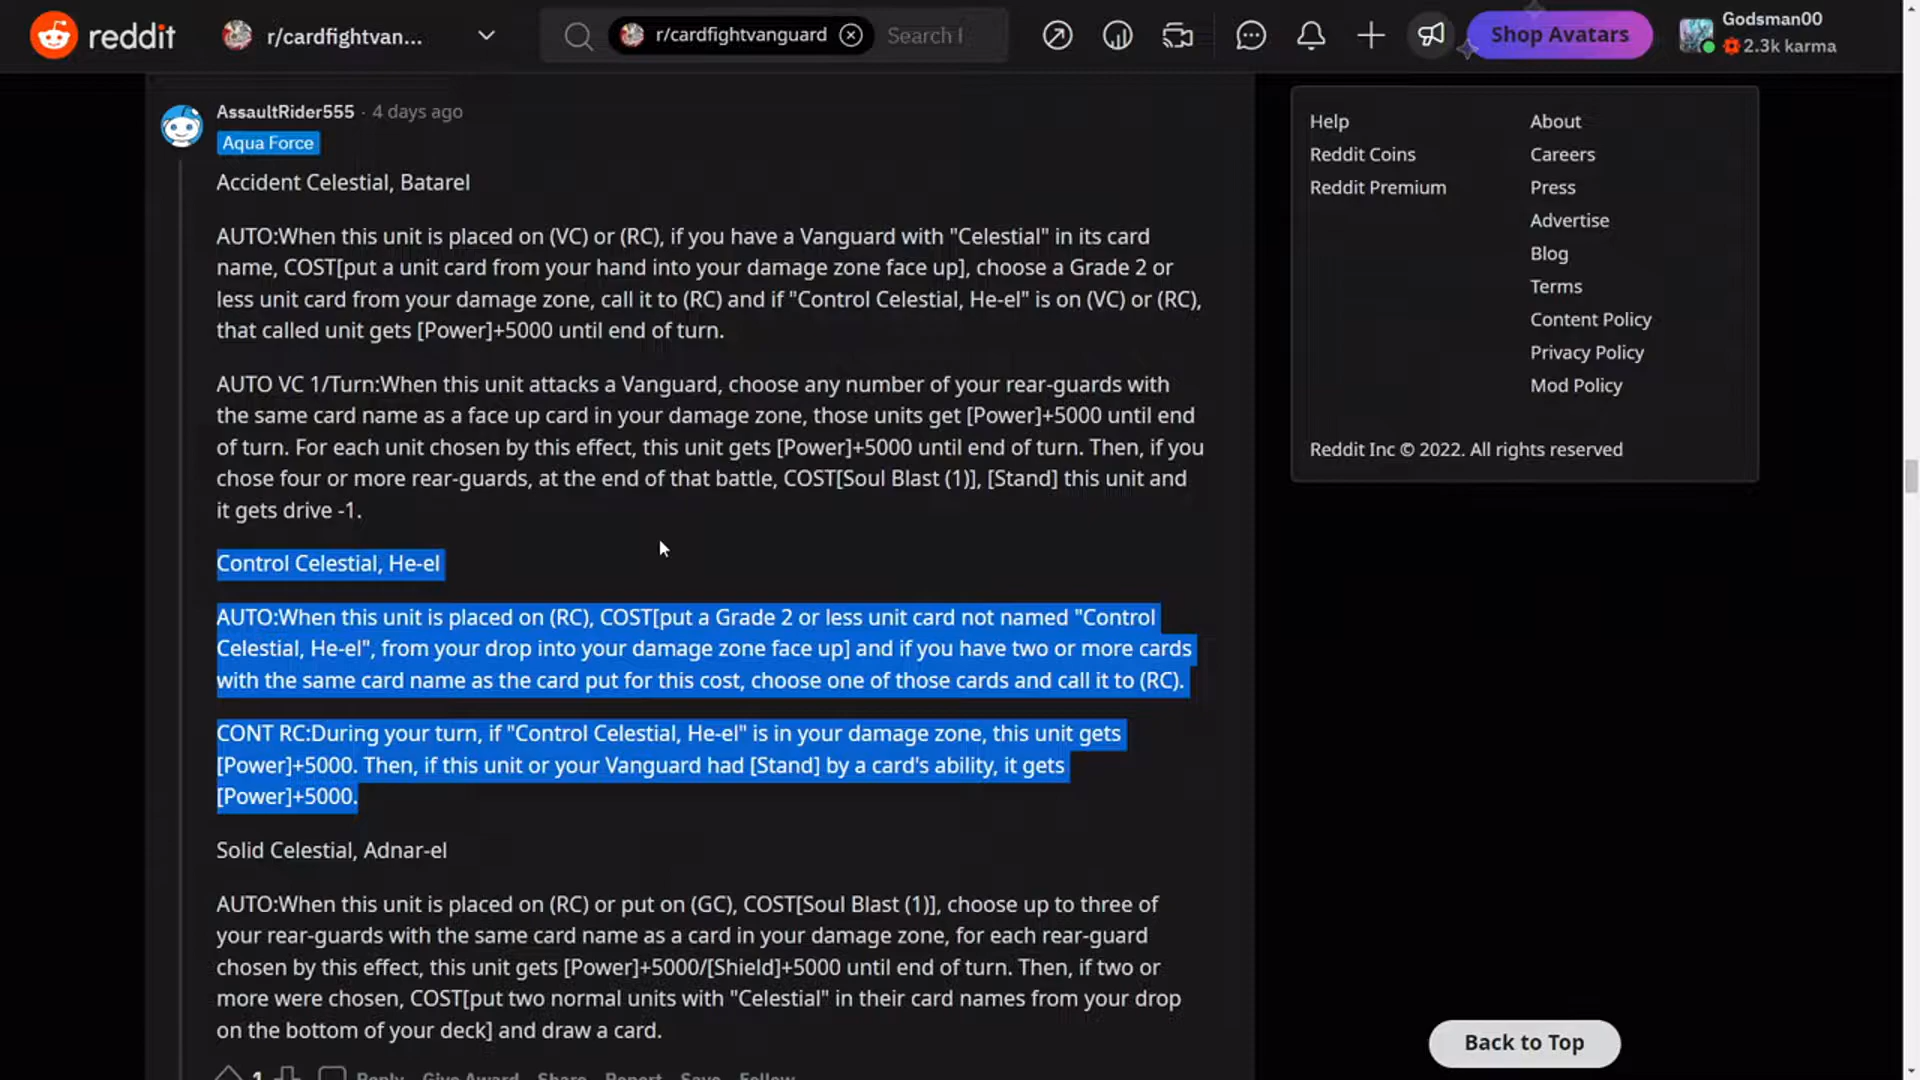 reddit
r/cardfightvan...
r/cardfightvanguard
Search
Shop Avatars
Godsman00
2.3k karma
AssaultRider555 · 4 days ago
Aqua Force
Accident Celestial, Batarel
AUTO:When this unit is placed on (VC) or (RC), if you have a Vanguard with "Celestial" in its card
name, COST[put a unit card from your hand into your damage zone face up], choose a Grade 2 or
less unit card from your damage zone, call it to (RC) and if "Control Celestial, He-el" is on (VC) or (RC),
that called unit gets [Power]+5000 until end of turn.
AUTO VC 1/Turn:When this unit attacks a Vanguard, choose any number of your rear-guards with
the same card name as a face up card in your damage zone, those units get [Power]+5000 until end
of turn. For each unit chosen by this effect, this unit gets [Power]+5000 until end of turn. Then, if you
chose four or more rear-guards, at the end of that battle, COST[Soul Blast (1)], [Stand] this unit and
it gets drive -1.
Control Celestial, He-el
AUTO:When this unit is placed on (RC), COST[put a Grade 2 or less unit card not named "Control
Celestial, He-el", from your drop into your damage zone face up] and if you have two or more cards
with the same card name as the card put for this cost, choose one of those cards and call it to (RC).
CONT RC:During your turn, if "Control Celestial, He-el" is in your damage zone, this unit gets
[Power]+5000. Then, if this unit or your Vanguard had [Stand] by a card's ability, it gets
[Power]+5000.
Solid Celestial, Adnar-el
AUTO:When this unit is placed on (RC) or put on (GC), COST[Soul Blast (1)], choose up to three of
your rear-guards with the same card name as a card in your damage zone, for each rear-guard
chosen by this effect, this unit gets [Power]+5000/[Shield]+5000 until end of turn. Then, if two or
more were chosen, COST[put two normal units with "Celestial" in their card names from your drop
on the bottom of your deck] and draw a card.
1 Reply Give Award Share Report Save Follow
Help About
Reddit Coins Careers
Reddit Premium Press
Advertise
Blog
Terms
Content Policy
Privacy Policy
Mod Policy
Reddit Inc © 2022. All rights reserved
Back to Top